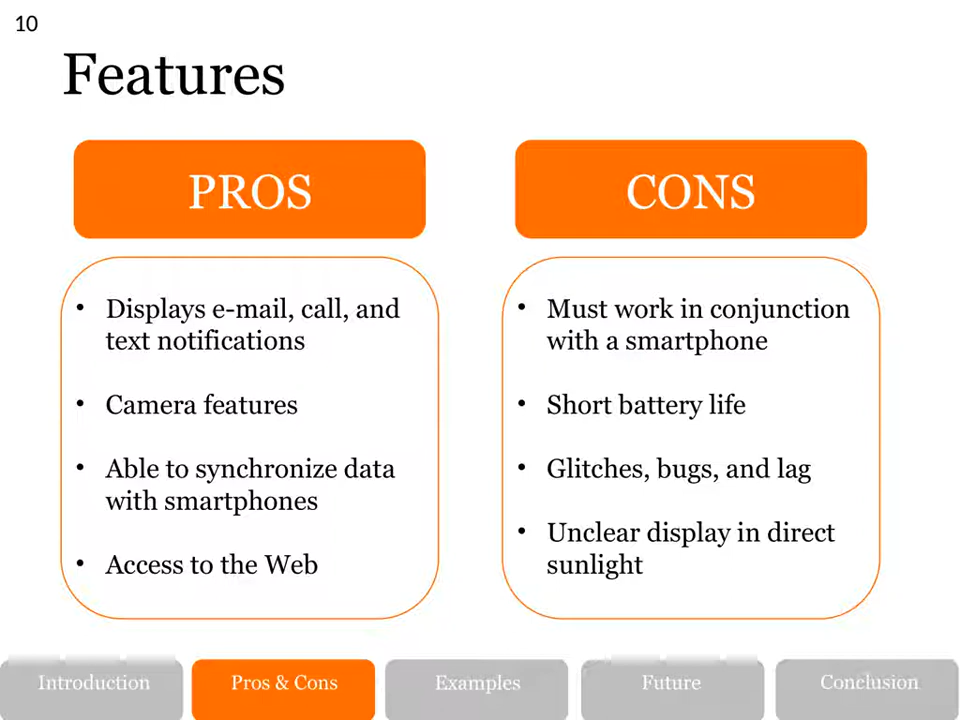 10
Features
PROS
• Displays e-mail, call, and
text notifications
• Camera features
• Able to synchronize data
with smartphones
• Access to the Web
CONS
• Must work in conjunction
with a smartphone
• Short battery life
• Glitches, bugs, and lag
• Unclear display in direct
sunlight
Introduction
Pros & Cons
Examples
Future
Conclusion